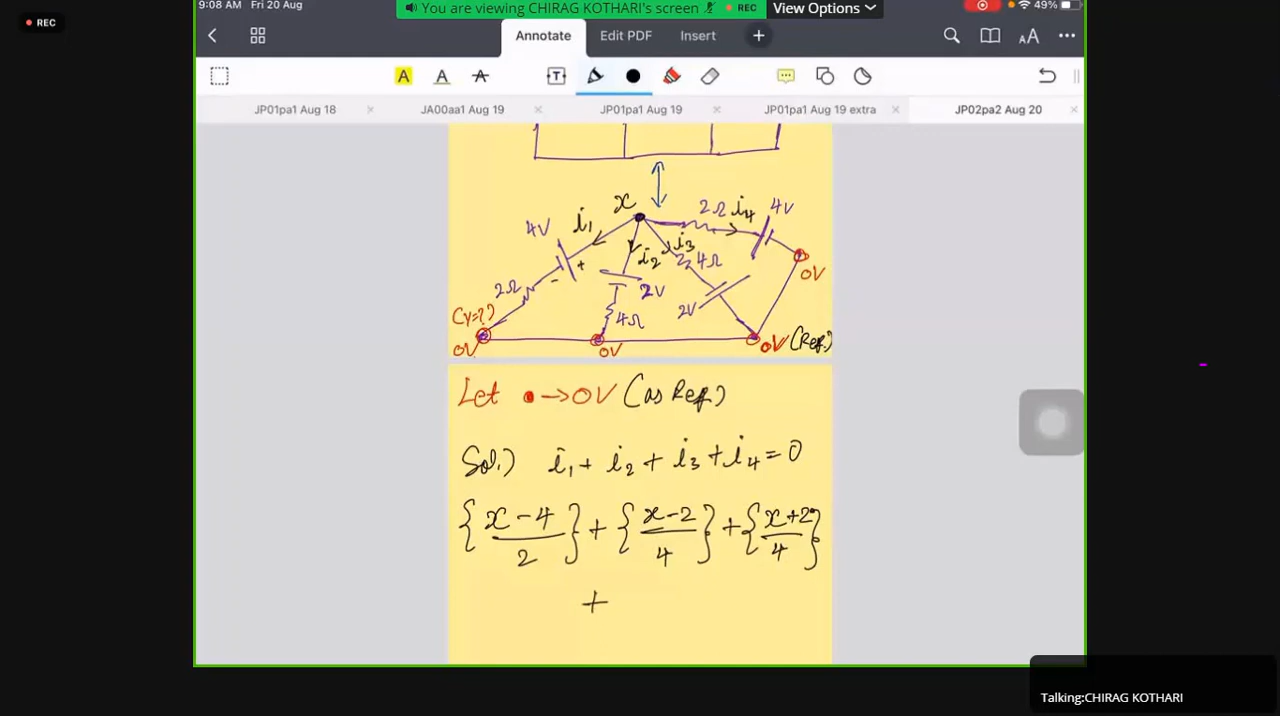 REC
9:08 AM Fri 20 Aug
You are viewing CHIRAG KOTHARI's screen
REC
View Options
49%
Annotate
Edit PDF
Insert
AA
A A A T
JP01pa1 Aug 18
JA00aa1 Aug 19
JP01pa1 Aug 19
JP01pa1 Aug 19 extra
JP02pa2 Aug 20
x
2Ω i₄ 4V
4V i₁
i₂ i₃ 4Ω
+
-
2Ω
2V
2V
4Ω
0V
(y=?)
0V
0V
0V (Ref.)
Let • → 0V (as Ref.)
Sol.) i₁ + i₂ + i₃ + i₄ = 0
{x-4/2} + {x-2/4} + {x+2/4}
+
Talking:CHIRAG KOTHARI